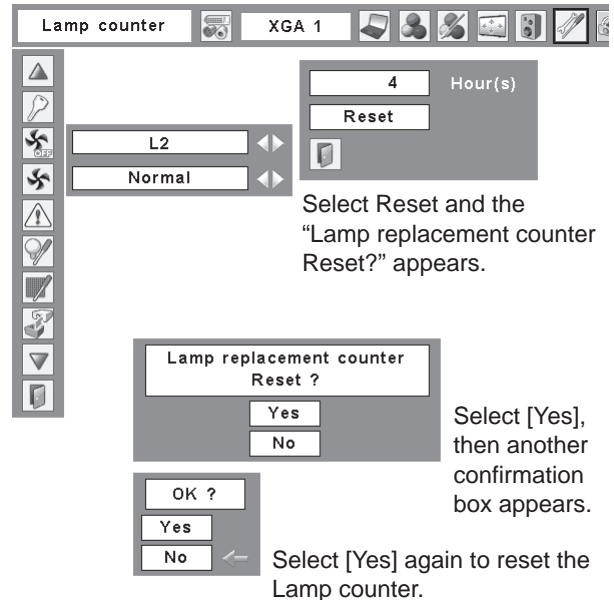 Lamp counter
XGA 1
4 Hour(s)
Reset
OFF
L2
Normal
Select Reset and the
“Lamp replacement counter
Reset?” appears.
Lamp replacement counter
Reset ?
Yes
No
Select [Yes],
then another
confirmation
box appears.
OK ?
Yes
No
Select [Yes] again to reset the
Lamp counter.